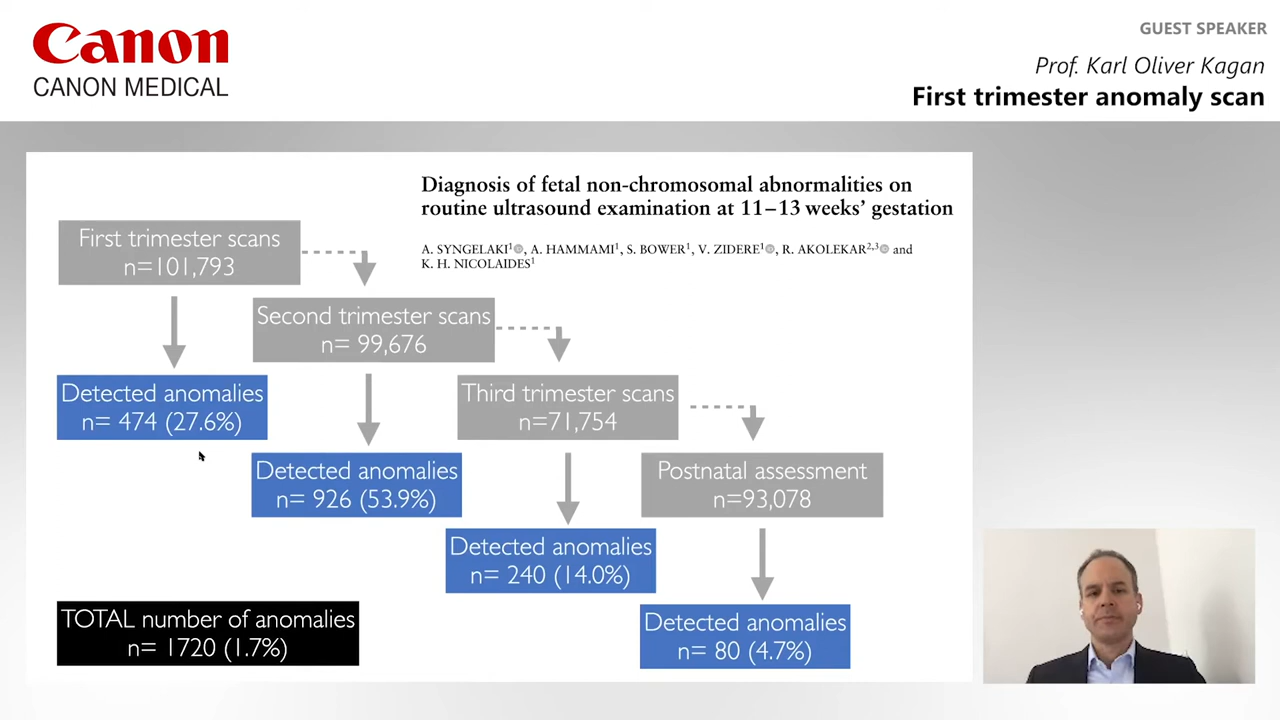 Canon
CANON MEDICAL
GUEST SPEAKER
Prof. Karl Oliver Kagan
First trimester anomaly scan
Diagnosis of fetal non-chromosomal abnormalities on
routine ultrasound examination at 11–13 weeks' gestation
A. SYNGELAKI¹, A. HAMMAMI¹, S. BOWER¹, V. ZIDERE¹, R. AKOLEKAR²,³ and
K. H. NICOLAIDES¹
First trimester scans
n=101,793
Second trimester scans
n= 99,676
Detected anomalies
n= 474 (27.6%)
Third trimester scans
n=71,754
Detected anomalies
n= 926 (53.9%)
Postnatal assessment
n=93,078
Detected anomalies
n= 240 (14.0%)
TOTAL number of anomalies
n= 1720 (1.7%)
Detected anomalies
n= 80 (4.7%)